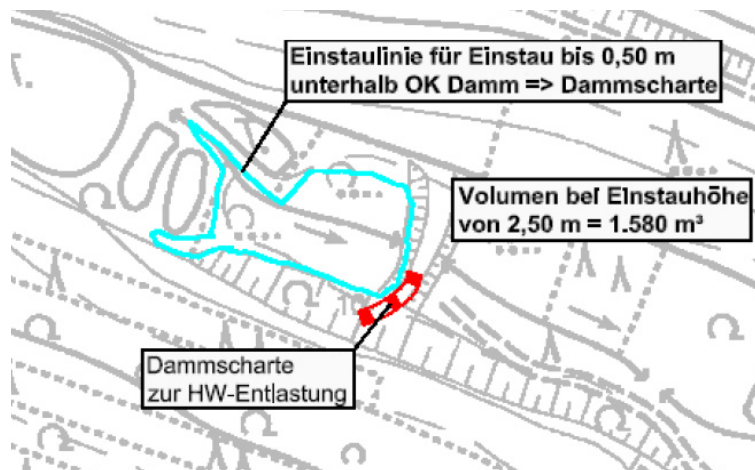 Einstaulinie für Einstau bis 0,50 m
unterhalb OK Damm => Dammscharte
Volumen bei Einstauhöhe
von 2,50 m = 1.580 m³
Dammscharte
zur HW-Entlastung